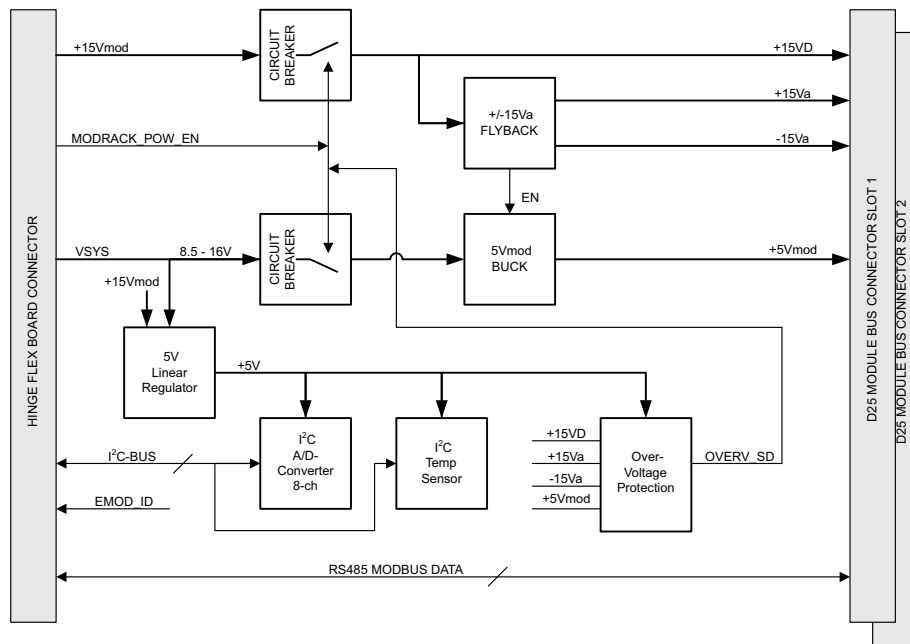 +15Vmod
CIRCUIT
BREAKER
+15VD
+/-15Va
FLYBACK
+15Va
-15Va
MODRACK_POW_EN
EN
HINGE FLEX BOARD CONNECTOR
VSYS
8.5 - 16V
CIRCUIT
BREAKER
5Vmod
BUCK
+5Vmod
D25 MODULE BUS CONNECTOR SLOT 1
D25 MODULE BUS CONNECTOR SLOT 2
+15Vmod
5V
Linear
Regulator
+5V
I²C
A/D-
Converter
8-ch
I²C
Temp
Sensor
+15VD
+15Va
-15Va
+5Vmod
Over-
Voltage
Protection
OVERV_SD
I²C-BUS
EMOD_ID
RS485 MODBUS DATA